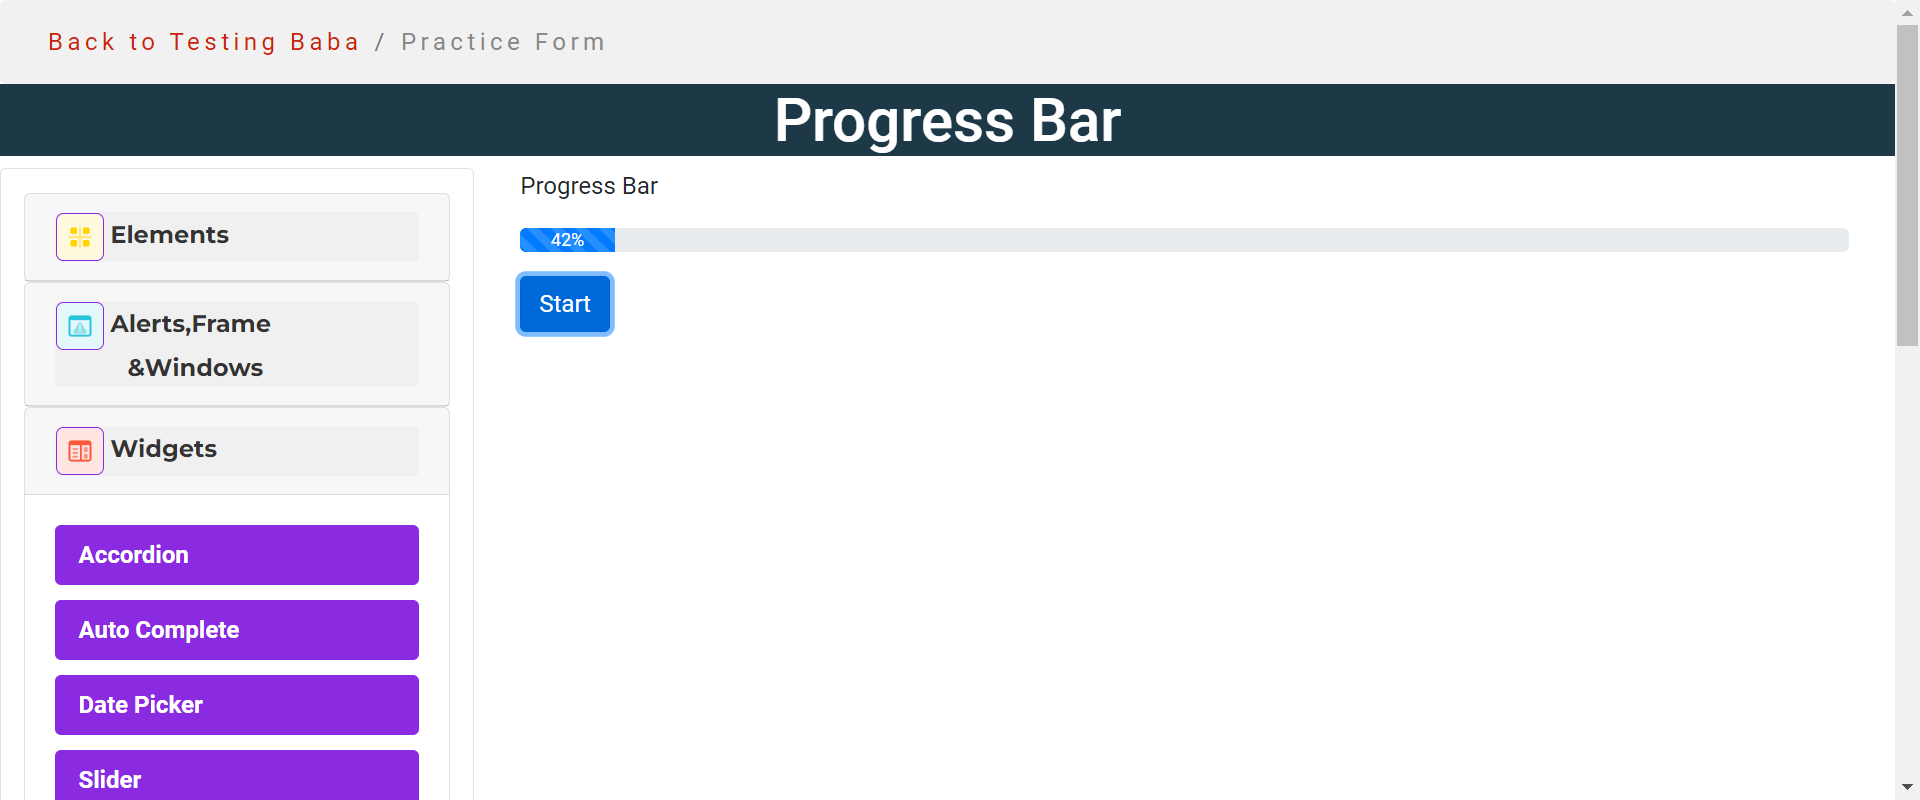 Back to Testing Baba / Practice Form
Progress Bar
Elements
Alerts,Frame
&Windows
Widgets
Accordion
Auto Complete
Date Picker
Slider
Progress Bar
42%
Start